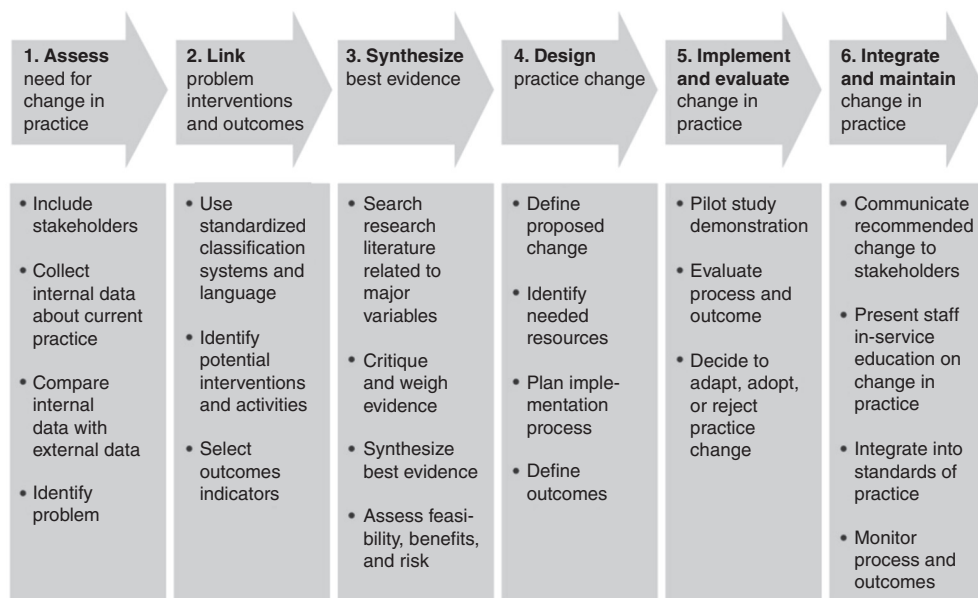 1. Assess
need for
change in
practice
2. Link
problem
interventions
and outcomes
3. Synthesize
best evidence
4. Design
practice change
5. Implement
and evaluate
change in
practice
6. Integrate
and maintain
change in
practice
• Include
stakeholders
• Collect
internal data
about current
practice
• Compare
internal
data with
external data
• Identify
problem
• Use
standardized
classification
systems and
language
• Identify
potential
interventions
and activities
• Select
outcomes
indicators
• Search
research
literature
related to
major
variables
• Critique
and weigh
evidence
• Synthesize
best evidence
• Assess feasi-
bility, benefits,
and risk
• Define
proposed
change
• Identify
needed
resources
• Plan imple-
mentation
process
• Define
outcomes
• Pilot study
demonstration
• Evaluate
process and
outcome
• Decide to
adapt, adopt,
or reject
practice
change
• Communicate
recommended
change to
stakeholders
• Present staff
in-service
education on
change in
practice
• Integrate into
standards of
practice
• Monitor
process and
outcomes